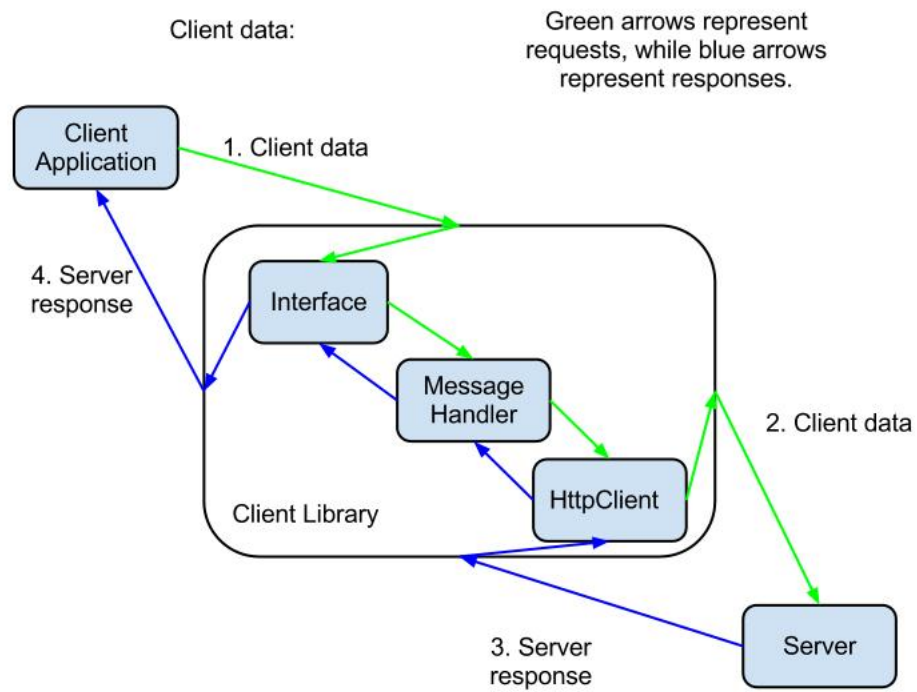 Client data:
Green arrows represent
requests, while blue arrows
represent responses.
Client
Application
1. Client data
4. Server
response
Interface
Message
Handler
2. Client data
HttpClient
Client Library
3. Server
response
Server